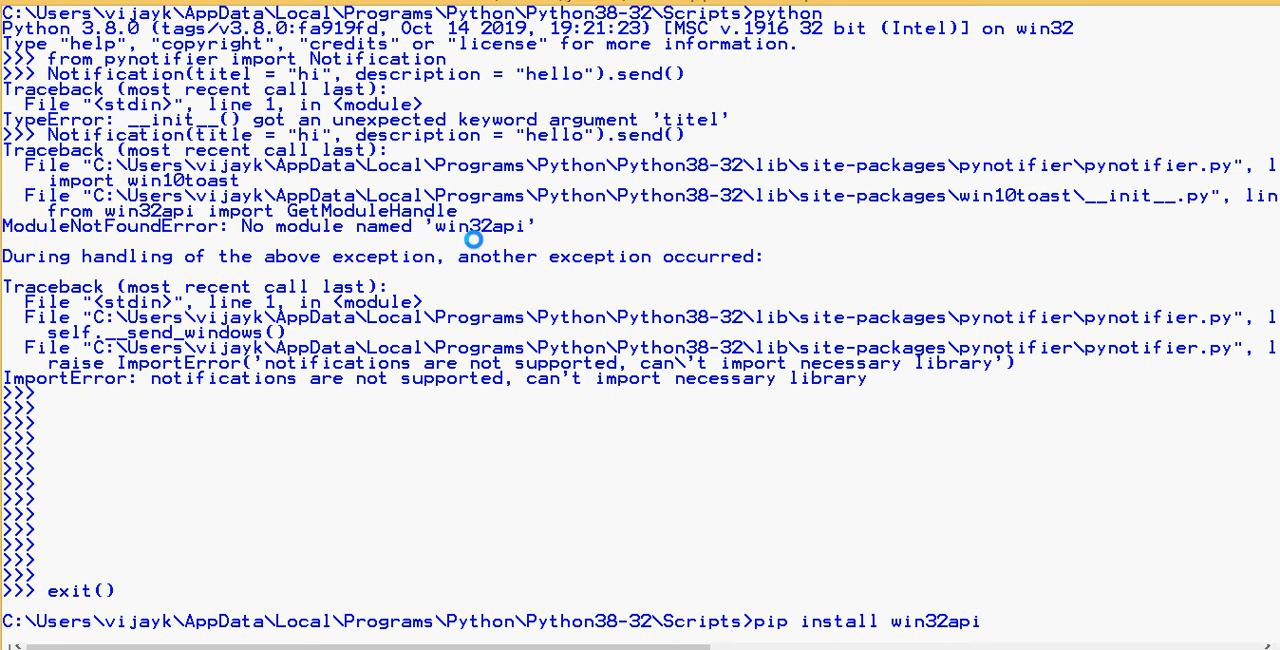 C:\Users\vijayk\AppData\Local\Programs\Python\Python38-32\Scripts>python
Python 3.8.0 (tags/v3.8.0:fa919fd, Oct 14 2019, 19:21:23) [MSC v.1916 32 bit (Intel)] on win32
Type "help", "copyright", "credits" or "license" for more information.
>>> from pynotifier import Notification
>>> Notification(titel = "hi", description = "hello").send()
Traceback (most recent call last):
  File "<stdin>", line 1, in <module>
TypeError: __init__() got an unexpected keyword argument 'titel'
>>> Notification(title = "hi", description = "hello").send()
Traceback (most recent call last):
  File "C:\Users\vijayk\AppData\Local\Programs\Python\Python38-32\lib\site-packages\pynotifier\pynotifier.py", l
    import win10toast
  File "C:\Users\vijayk\AppData\Local\Programs\Python\Python38-32\lib\site-packages\win10toast\__init__.py", lin
    from win32api import GetModuleHandle
ModuleNotFoundError: No module named 'win32api'
During handling of the above exception, another exception occurred:
Traceback (most recent call last):
  File "<stdin>", line 1, in <module>
  File "C:\Users\vijayk\AppData\Local\Programs\Python\Python38-32\lib\site-packages\pynotifier\pynotifier.py", l
    self.__send_windows()
  File "C:\Users\vijayk\AppData\Local\Programs\Python\Python38-32\lib\site-packages\pynotifier\pynotifier.py", l
    raise ImportError('notifications are not supported, can\'t import necessary library')
ImportError: notifications are not supported, can't import necessary library
>>>
>>>
>>>
>>>
>>>
>>>
>>>
>>>
>>>
>>>
>>>
>>>
>>>
>>> exit()
C:\Users\vijayk\AppData\Local\Programs\Python\Python38-32\Scripts>pip install win32api